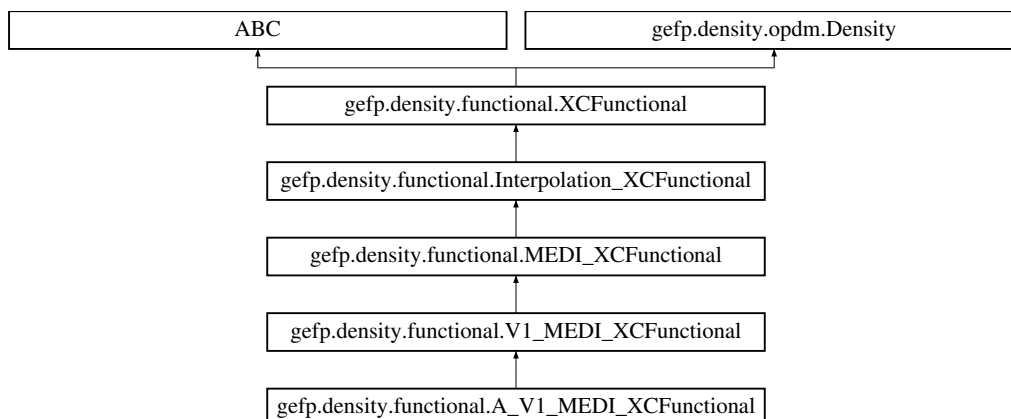 ABC
gefp.density.opdm.Density
gefp.density.functional.XCFunctional
gefp.density.functional.Interpolation_XCFunctional
gefp.density.functional.MEDI_XCFunctional
gefp.density.functional.V1_MEDI_XCFunctional
gefp.density.functional.A_V1_MEDI_XCFunctional